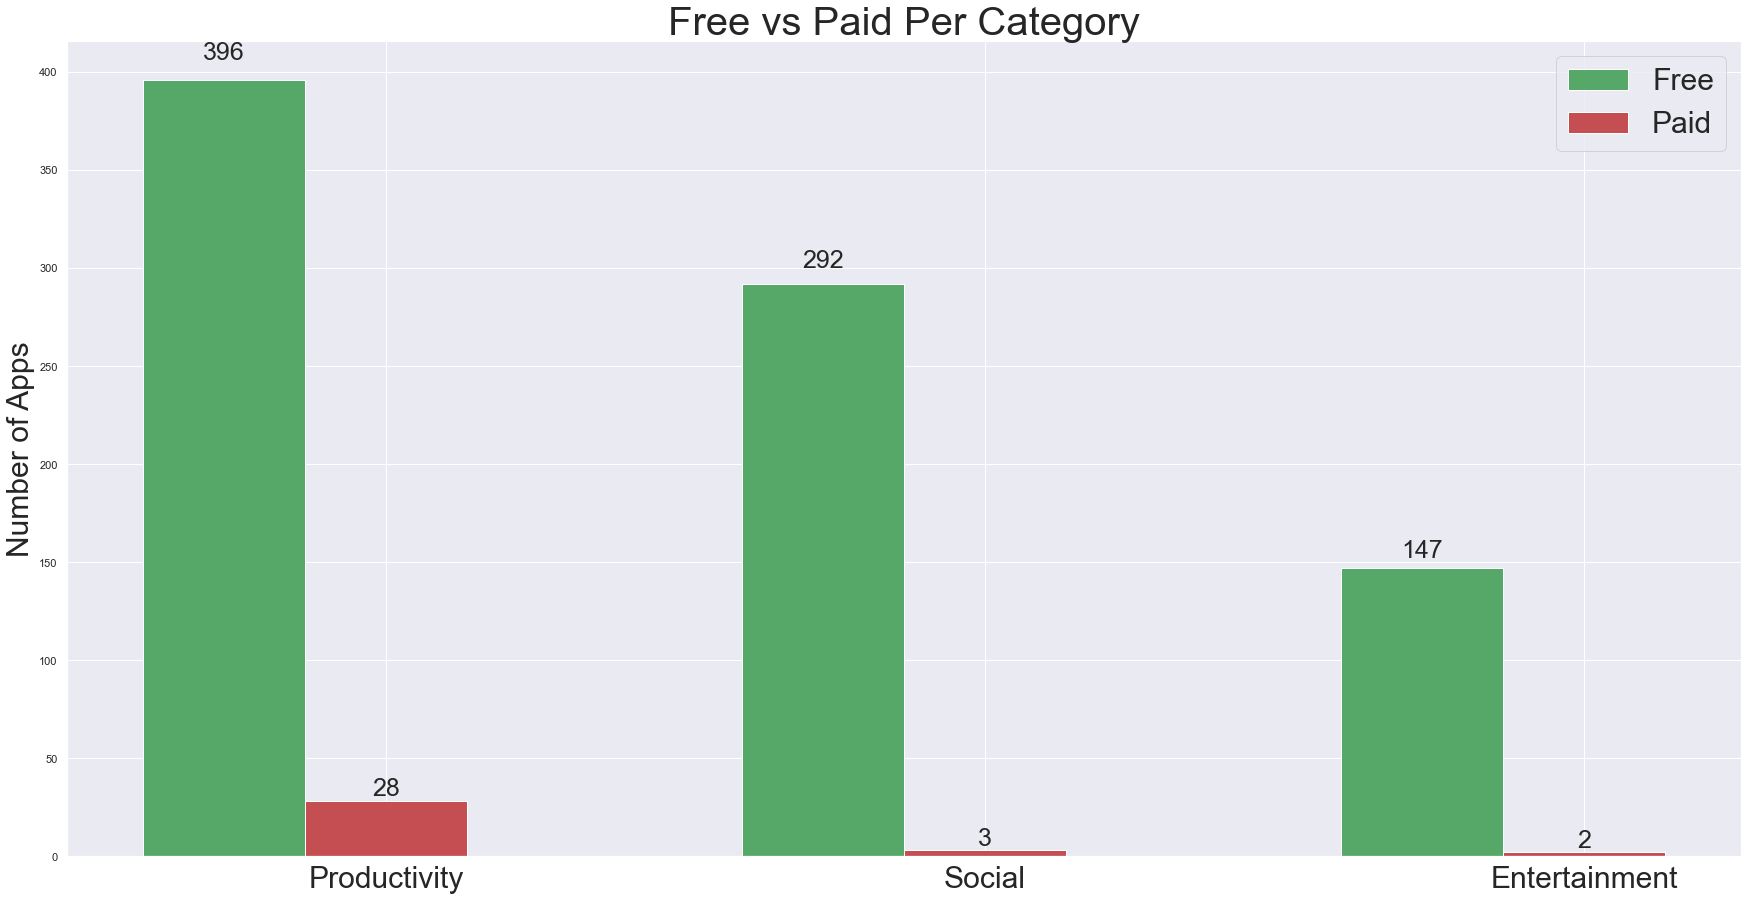 Free vs Paid Per Category
396
400
Free
Paid
350
292
300
Number of Apps
250
200
147
150
100
50
28
3
2
0
Productivity
Social
Entertainment